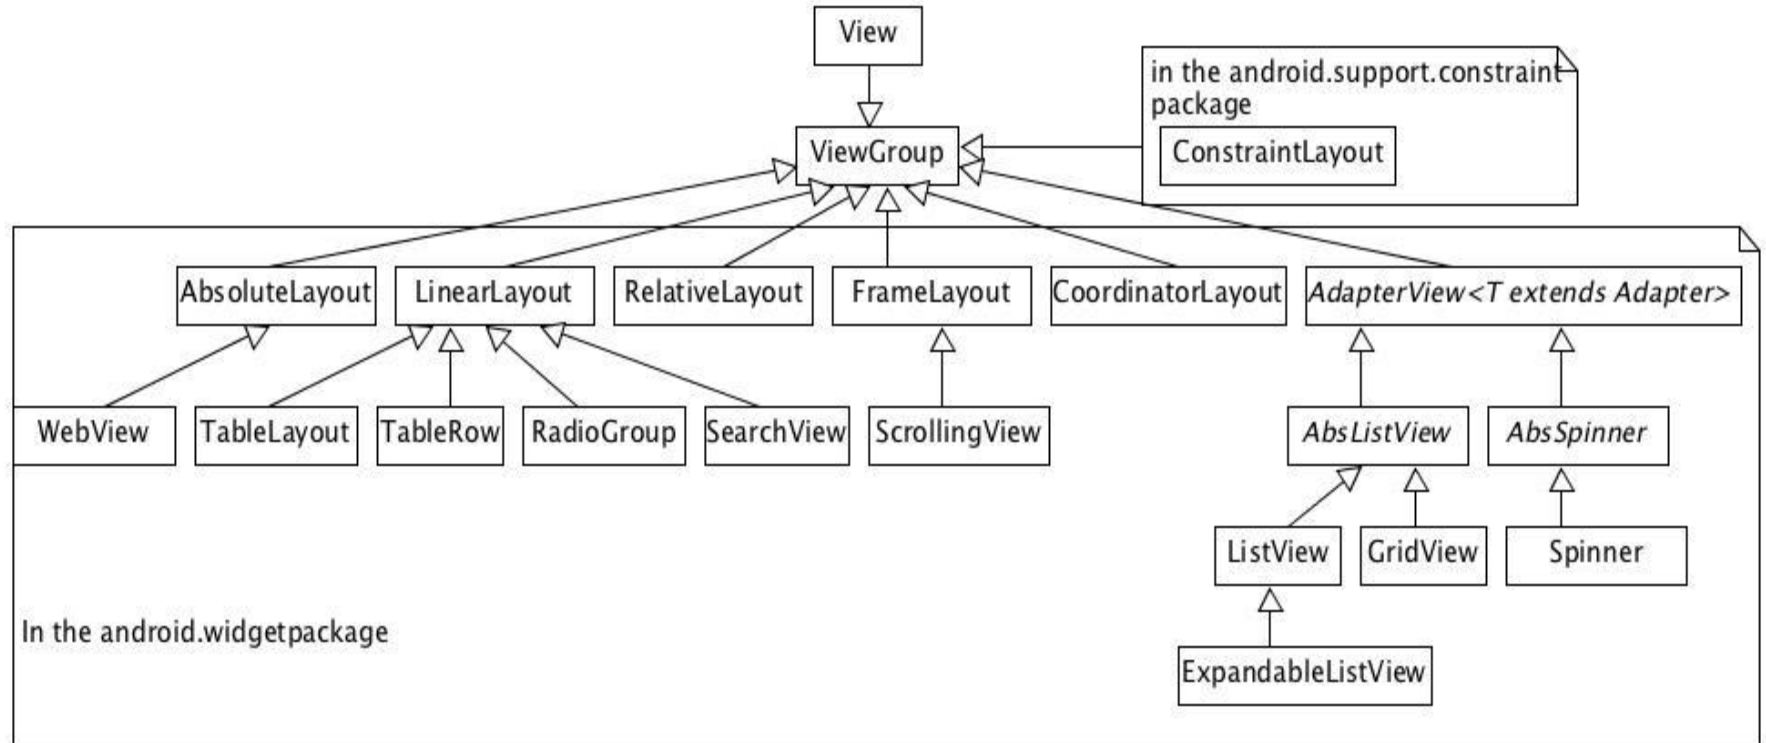 View
in the android.support.constraint
package
ViewGroup
ConstraintLayout
AbsoluteLayout
LinearLayout
RelativeLayout
FrameLayout
CoordinatorLayout
AdapterView<T extends Adapter>
WebView
TableLayout
TableRow
RadioGroup
SearchView
ScrollingView
AbsListView
AbsSpinner
ListView
GridView
Spinner
In the android.widgetpackage
ExpandableListView